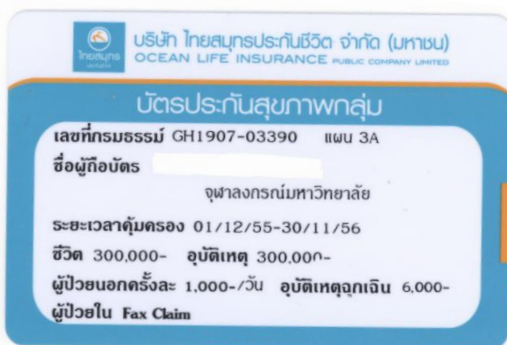 ไทยสมุทร
บริษัท ไทยสมุทรประกันชีวิต จำกัด (มหาชน)
OCEAN LIFE INSURANCE PUBLIC COMPANY LIMITED
บัตรประกันสุขภาพกลุ่ม
เลขที่กรมธรรม์ GH1907-03390 แผน 3A
ชื่อผู้ถือบัตร
จุฬาลงกรณ์มหาวิทยาลัย
ระยะเวลาคุ้มครอง 01/12/55-30/11/56
ชีวิต 300,000- อุบัติเหตุ 300,000-
ผู้ป่วยนอกครั้งละ 1,000-/วัน อุบัติเหตุฉุกเฉิน 6,000-
ผู้ป่วยใน Fax Claim